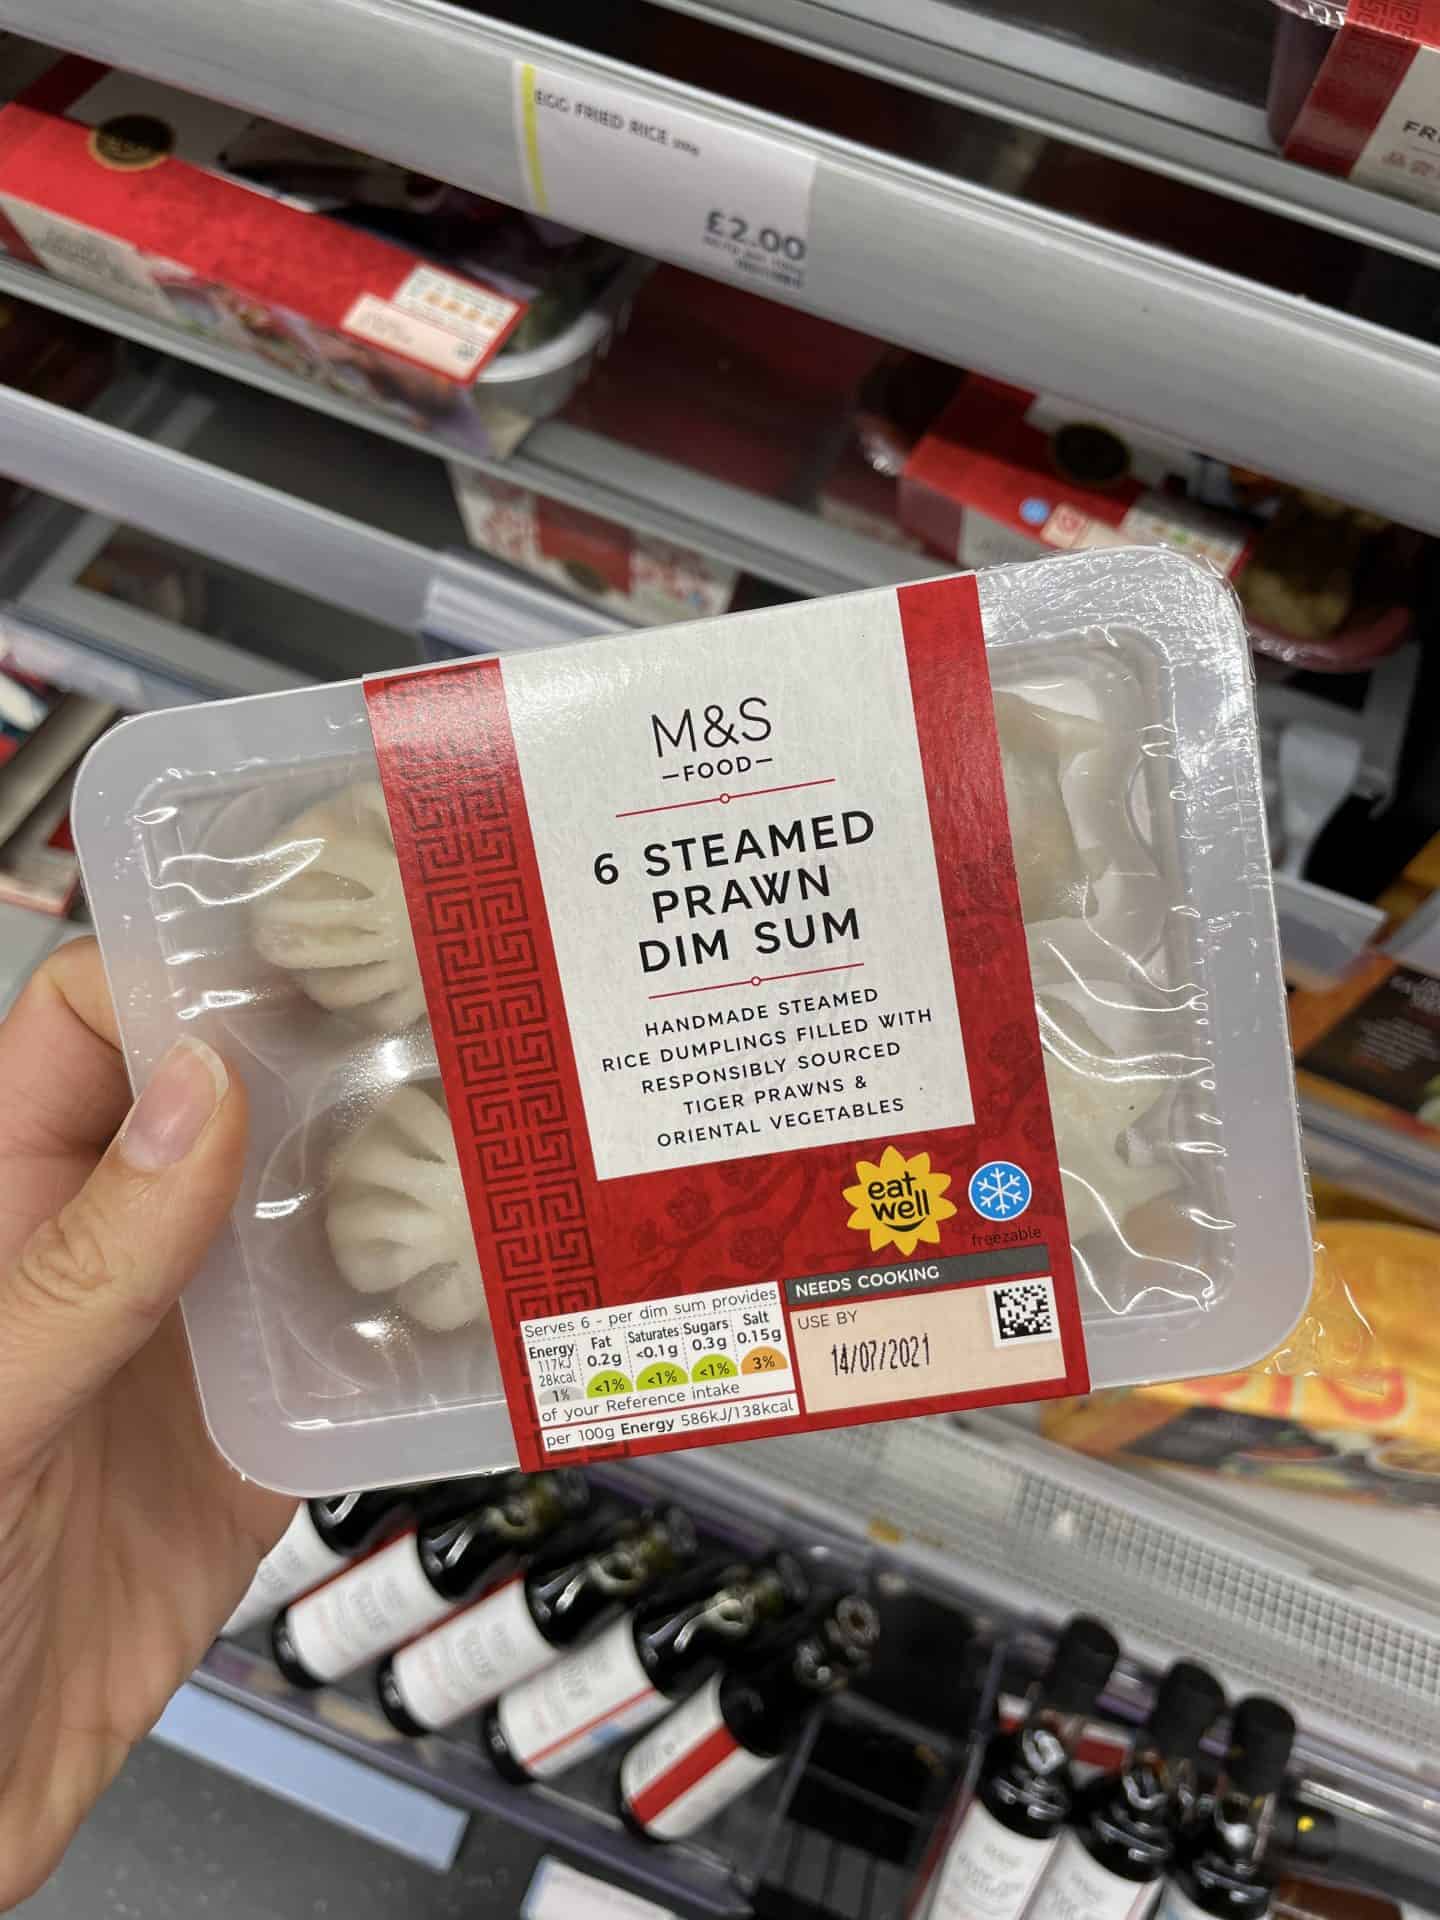 EGG FRIED RICE
£2.00
M&S
FOOD
6 STEAMED
PRAWN
DIM SUM
HANDMADE STEAMED
RICE DUMPLINGS FILLED WITH
RESPONSIBLY SOURCED
TIGER PRAWNS &
ORIENTAL VEGETABLES
eat
well
freezable
NEEDS COOKING
USE BY
14/07/2021
Serves 6 - per dim sum provides
Energy Fat Saturates Sugars Salt
117kJ 0.2g <0.1g 0.3g 0.15g
28kcal
1% <1% <1% <1% 3%
of your Reference intake
per 100g Energy 586kJ/138kcal